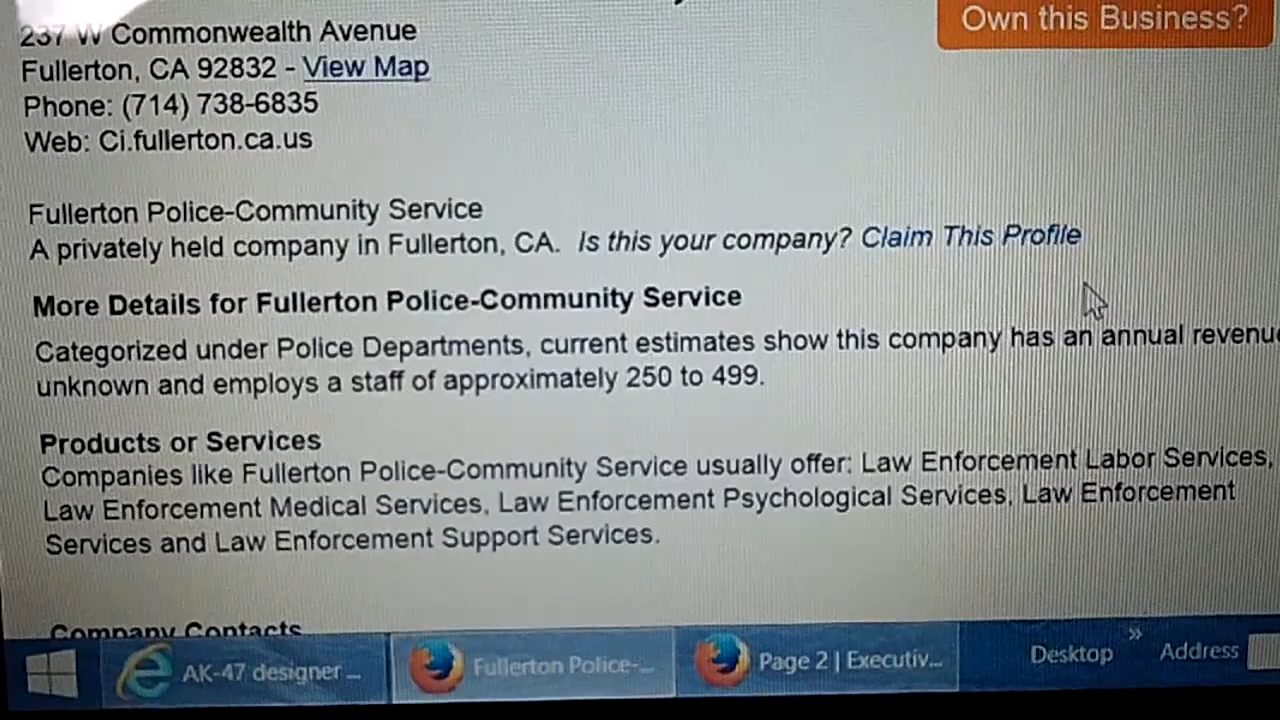 237 W Commonwealth Avenue
Own this Business?
Fullerton, CA 92832 - View Map
Phone: (714) 738-6835
Web: Ci.fullerton.ca.us
Fullerton Police-Community Service
A privately held company in Fullerton, CA. Is this your company? Claim This Profile
More Details for Fullerton Police-Community Service
Categorized under Police Departments, current estimates show this company has an annual revenue
unknown and employs a staff of approximately 250 to 499.
Products or Services
Companies like Fullerton Police-Community Service usually offer: Law Enforcement Labor Services,
Law Enforcement Medical Services, Law Enforcement Psychological Services, Law Enforcement
Services and Law Enforcement Support Services.
Company Contacts
AK-47 designer ...
Fullerton Police-...
Page 2 | Executiv...
Desktop
»
Address